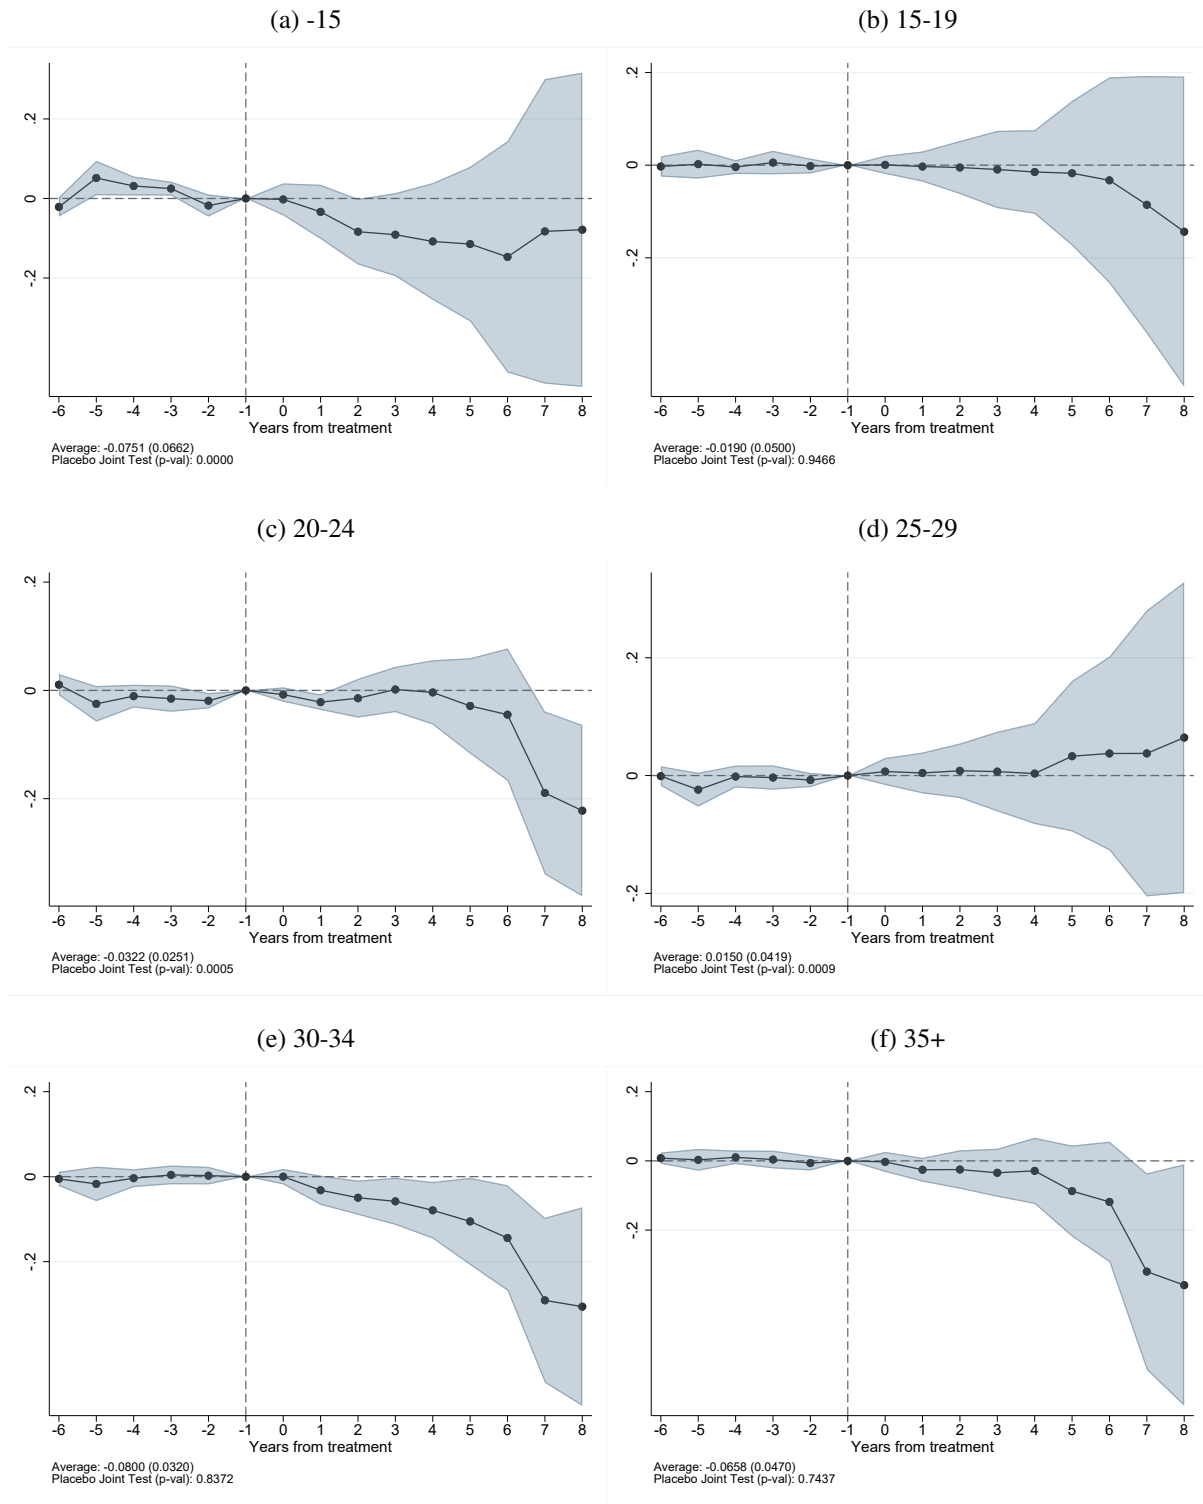 (a) -15
.2
0
-.2
-6 -5 -4 -3 -2 -1 0 1 2 3 4 5 6 7 8
Years from treatment
Average: -0.0751 (0.0662)
Placebo Joint Test (p-val): 0.0000
(b) 15-19
.2
0
-.2
-6 -5 -4 -3 -2 -1 0 1 2 3 4 5 6 7 8
Years from treatment
Average: -0.0190 (0.0500)
Placebo Joint Test (p-val): 0.9466
(c) 20-24
.2
0
-.2
-6 -5 -4 -3 -2 -1 0 1 2 3 4 5 6 7 8
Years from treatment
Average: -0.0322 (0.0251)
Placebo Joint Test (p-val): 0.0005
(d) 25-29
.2
0
-.2
-6 -5 -4 -3 -2 -1 0 1 2 3 4 5 6 7 8
Years from treatment
Average: 0.0150 (0.0419)
Placebo Joint Test (p-val): 0.0009
(e) 30-34
.2
0
-.2
-6 -5 -4 -3 -2 -1 0 1 2 3 4 5 6 7 8
Years from treatment
Average: -0.0800 (0.0320)
Placebo Joint Test (p-val): 0.8372
(f) 35+
.2
0
-.2
-6 -5 -4 -3 -2 -1 0 1 2 3 4 5 6 7 8
Years from treatment
Average: -0.0658 (0.0470)
Placebo Joint Test (p-val): 0.7437